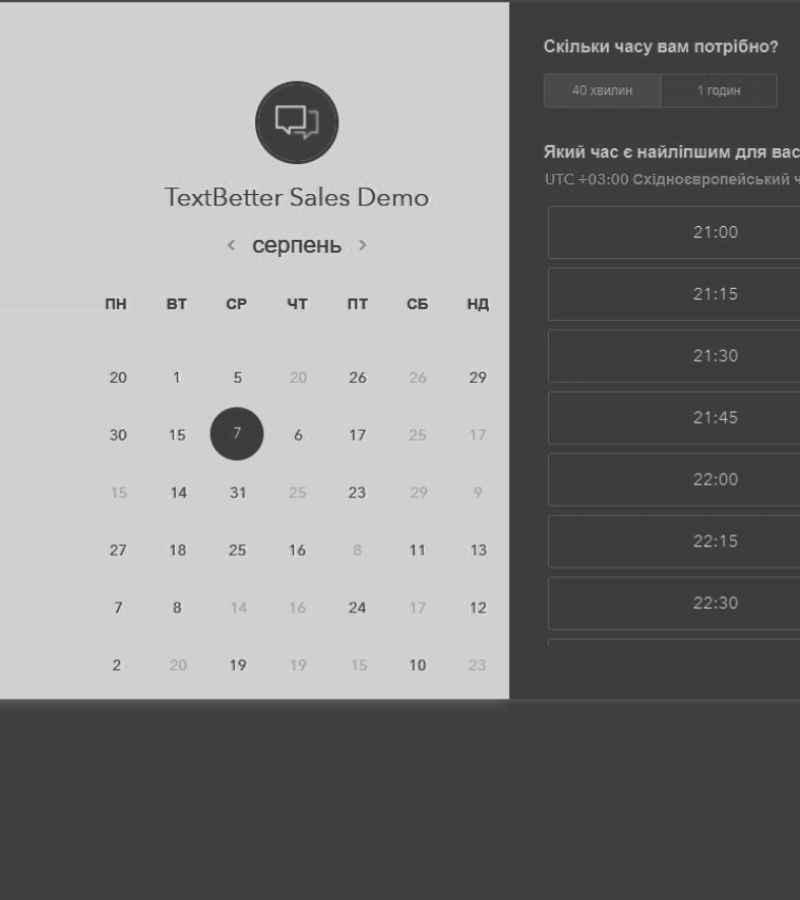 TextBetter Sales Demo
серпень
ПН ВТ СР ЧТ ПТ СБ НД
20 1 5 20 26 26 29
30 15 7 6 17 25 17
15 14 31 25 23 29 9
27 18 25 16 8 11 13
7 8 14 16 24 17 12
2 20 19 19 15 10 23
Скільки часу вам потрібно?
40 хвилин 1 годин
Який час є найліпшим для вас
UTC +03:00 Східноєвропейський
21:00
21:15
21:30
21:45
22:00
22:15
22:30